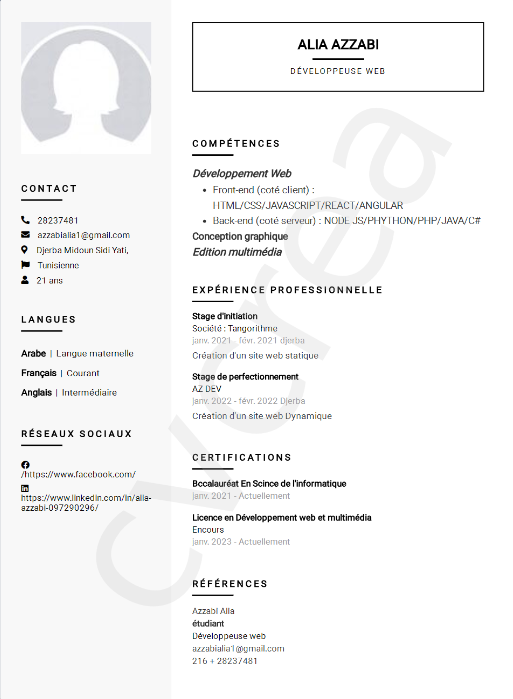 ALIA AZZABI
DÉVELOPPEUSE WEB
CONTACT
28237481
azzabialia1@gmail.com
Djerba Midoun Sidi Yati,
Tunisienne
21 ans
LANGUES
Arabe | Langue maternelle
Français | Courant
Anglais | Intermédiaire
RÉSEAUX SOCIAUX
/https://www.facebook.com/
https://www.linkedin.com/in/alia-
azzabi-097290296/
COMPÉTENCES
Développement Web
• Front-end (coté client) :
HTML/CSS/JAVASCRIPT/REACT/ANGULAR
• Back-end (coté serveur) : NODE JS/PHYTHON/PHP/JAVA/C#
Conception graphique
Edition multimédia
EXPÉRIENCE PROFESSIONNELLE
Stage d'initiation
Société : Tangorithme
janv. 2021 - févr. 2021 djerba
Création d'un site web statique
Stage de perfectionnement
AZ DEV
janv. 2022 - févr. 2022 Djerba
Création d'un site web Dynamique
CERTIFICATIONS
Bccalauréat En Scince de l'informatique
janv. 2021 - Actuellement
Licence en Développement web et multimédia
Encours
janv. 2023 - Actuellement
RÉFÉRENCES
Azzabi Alia
étudiant
Développeuse web
azzabialia1@gmail.com
216 + 28237481
cvcrea